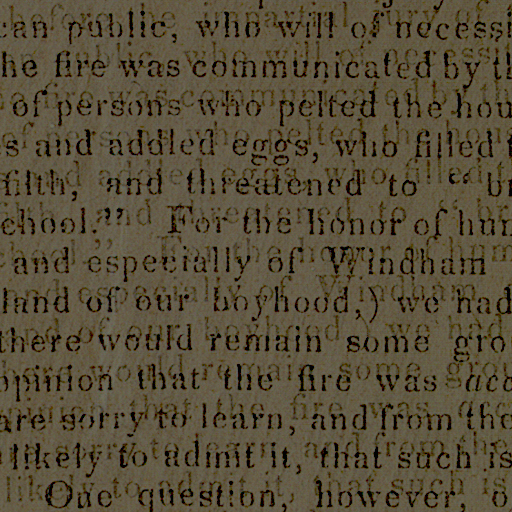 can public, who will of necessi
he fire was communicated by th
of persons who pelted the hou
s and addled eggs, who filled t
filth, and threatened to "br
chool." For the honor of hum
and especially of Windham
land of our boyhood,) we had
there would remain some gro
opinion that the fire was acc
are sorry to learn, and from the
likely to admit it, that such is
One question, however, o